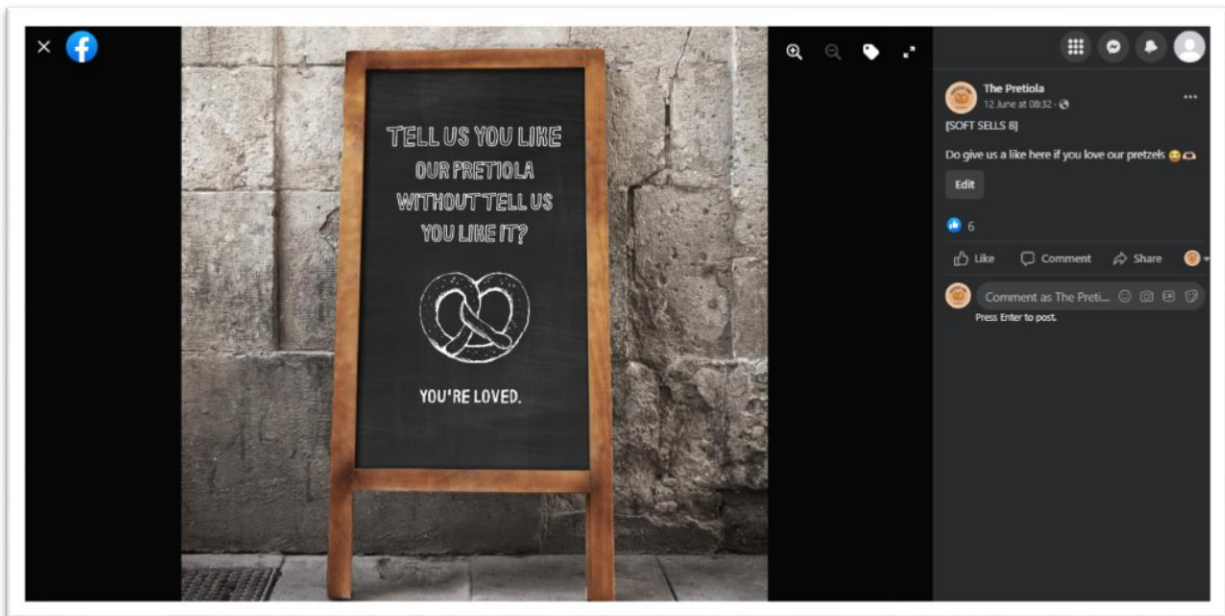 TELL US YOU LIKE
OUR PRETIOLA
WITHOUT TELL US
YOU LIKE IT?
YOU'RE LOVED.
The Pretiola
12 June at 08:32 ·
[SOFT SELLS 8]
Do give us a like here if you love our pretzels
Edit
6
Like Comment Share
Comment as The Preti...
Press Enter to post.